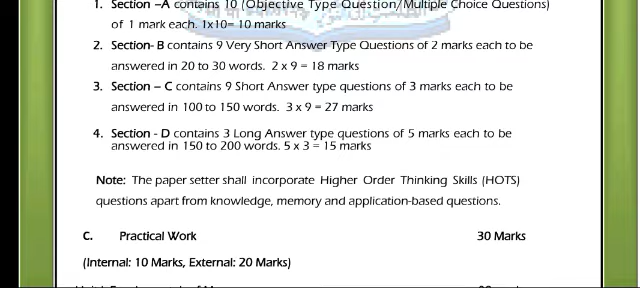 1. Section –A contains 10 (Objective Type Question/Multiple Choice Questions)
of 1 mark each. 1x10= 10 marks
2. Section- B contains 9 Very Short Answer Type Questions of 2 marks each to be
answered in 20 to 30 words. 2 x 9 = 18 marks
3. Section – C contains 9 Short Answer type questions of 3 marks each to be
answered in 100 to 150 words. 3 x 9 = 27 marks
4. Section - D contains 3 Long Answer type questions of 5 marks each to be
answered in 150 to 200 words. 5 x 3 = 15 marks
Note: The paper setter shall incorporate Higher Order Thinking Skills (HOTS)
questions apart from knowledge, memory and application-based questions.
C. Practical Work 30 Marks
(Internal: 10 Marks, External: 20 Marks)